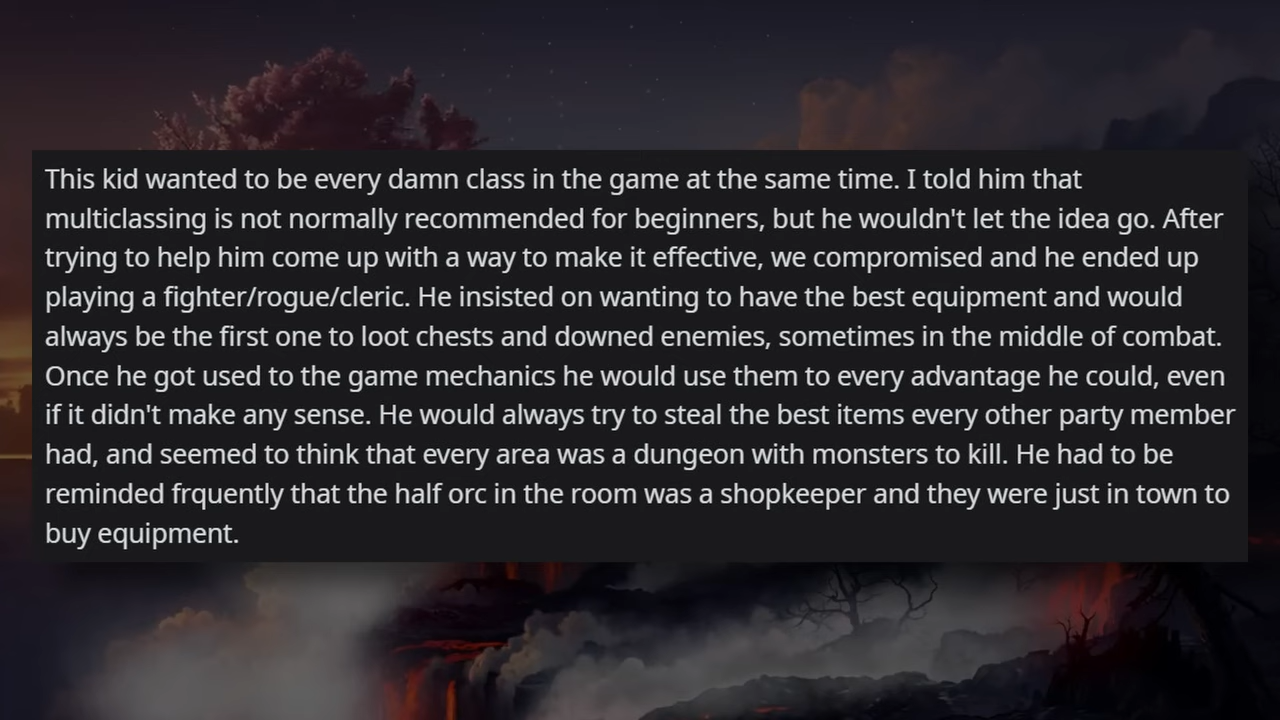 This kid wanted to be every damn class in the game at the same time. I told him that
multiclassing is not normally recommended for beginners, but he wouldn't let the idea go. After
trying to help him come up with a way to make it effective, we compromised and he ended up
playing a fighter/rogue/cleric. He insisted on wanting to have the best equipment and would
always be the first one to loot chests and downed enemies, sometimes in the middle of combat.
Once he got used to the game mechanics he would use them to every advantage he could, even
if it didn't make any sense. He would always try to steal the best items every other party member
had, and seemed to think that every area was a dungeon with monsters to kill. He had to be
reminded frquently that the half orc in the room was a shopkeeper and they were just in town to
buy equipment.